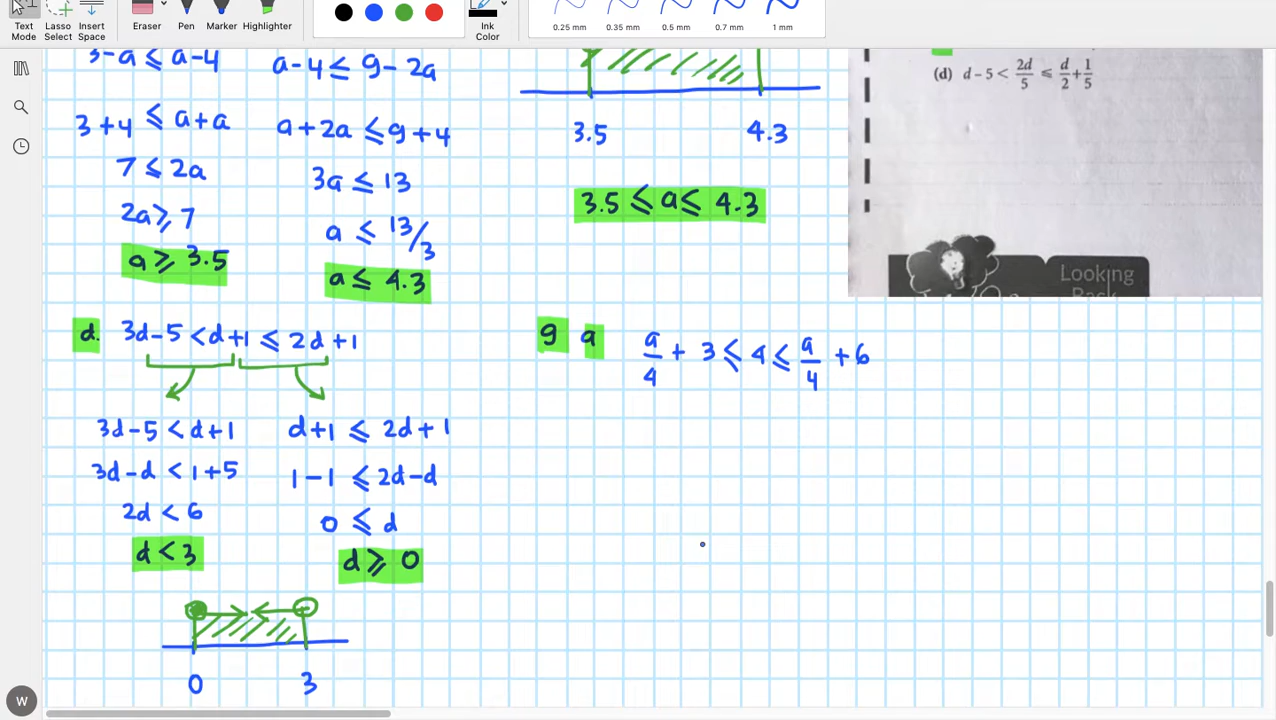 Text Mode
Lasso Select
Insert Space
Eraser
Pen
Marker
Highlighter
Ink Color
0.25 mm
0.35 mm
0.5 mm
0.7 mm
1 mm
3-a ⩽ a-4
a-4 ⩽ 9-2a
3+4 ⩽ a+a
a+2a ⩽ 9+4
7 ⩽ 2a
3a ⩽ 13
2a ⩾ 7
a ⩽ 13/3
a ⩾ 3.5
a ⩽ 4.3
3.5 4.3
3.5 ⩽ a ⩽ 4.3
(d) d - 5 < 2d/5 ⩽ d/2 + 1/5
Looking
d. 3d-5 < d+1 ⩽ 2d+1
3d-5 < d+1
d+1 ⩽ 2d+1
3d-d < 1+5
1-1 ⩽ 2d-d
2d < 6
0 ⩽ d
d < 3
d ⩾ 0
0 3
9 a a/4 + 3 ⩽ 4 ⩽ a/4 + 6
W